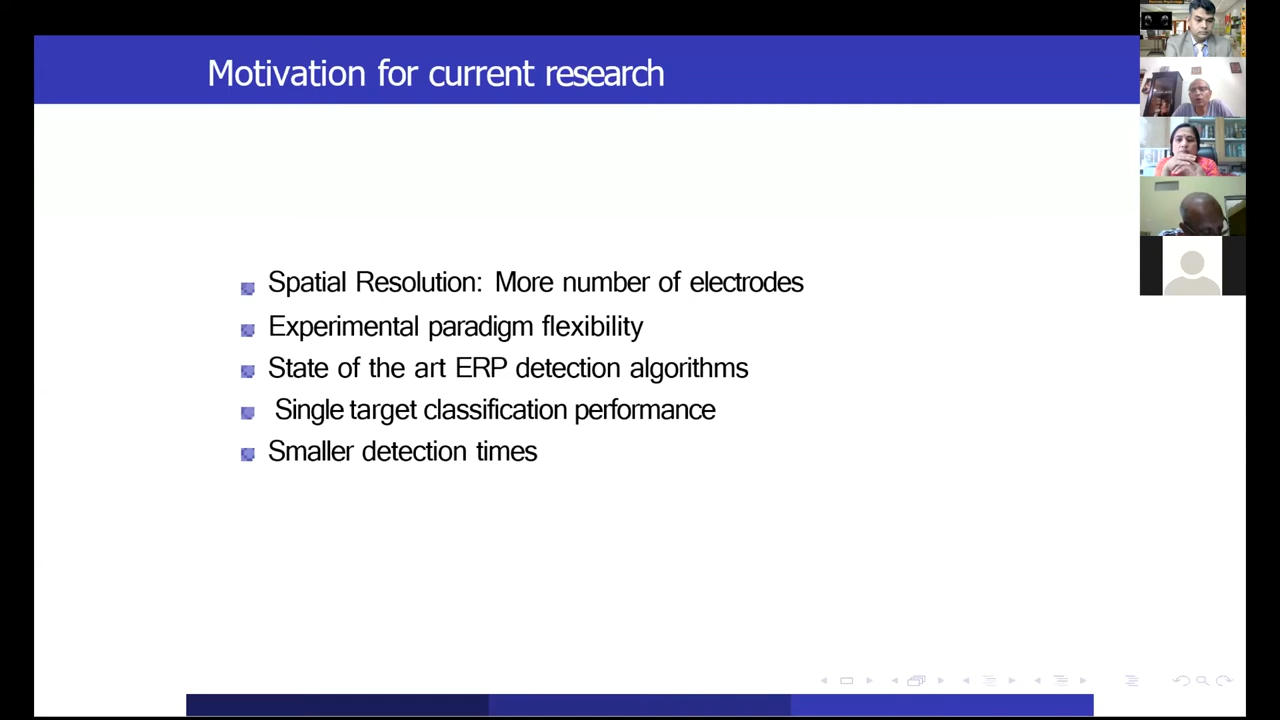 Motivation for current research
Spatial Resolution: More number of electrodes
Experimental paradigm flexibility
State of the art ERP detection algorithms
Single target classification performance
Smaller detection times